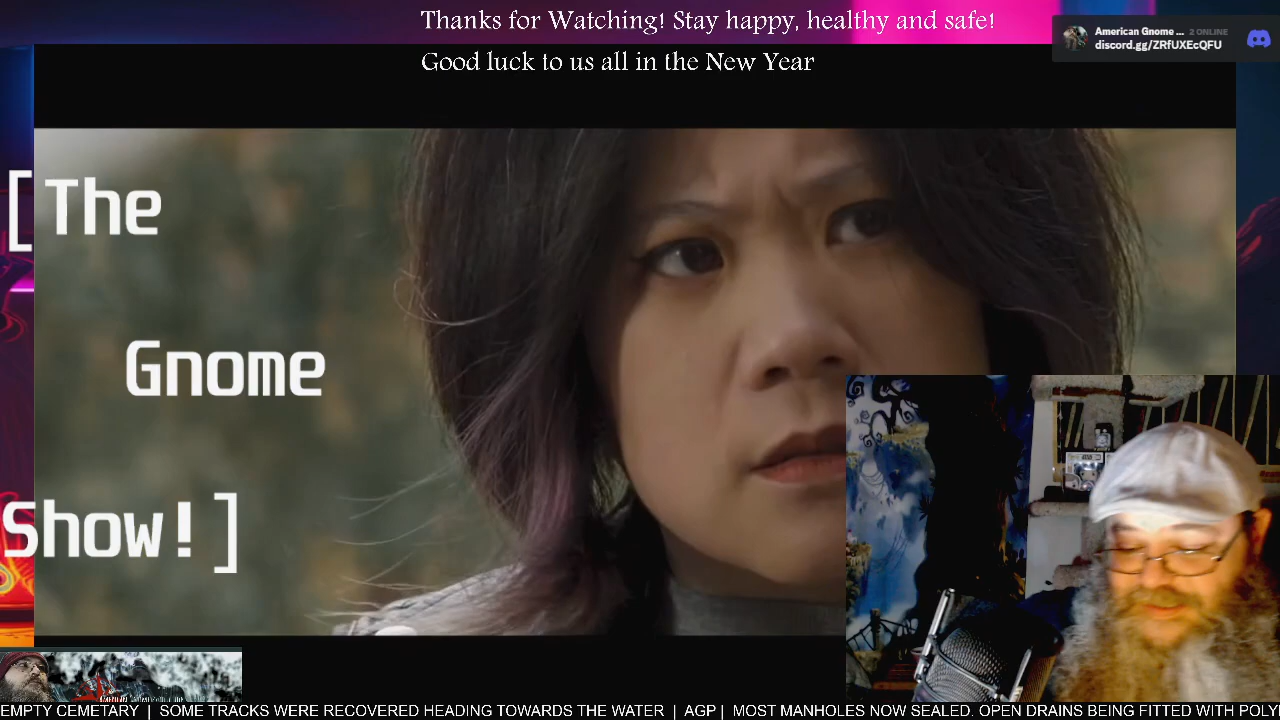 Thanks for Watching! Stay happy, healthy and safe!
Good luck to us all in the New Year
American Gnome ... 2 ONLINE
discord.gg/ZRfUXEcQFU
[The
Gnome
Show!]
EMPTY CEMETARY | SOME TRACKS WERE RECOVERED HEADING TOWARDS THE WATER | AGP | MOST MANHOLES NOW SEALED. OPEN DRAINS BEING FITTED WITH POLY